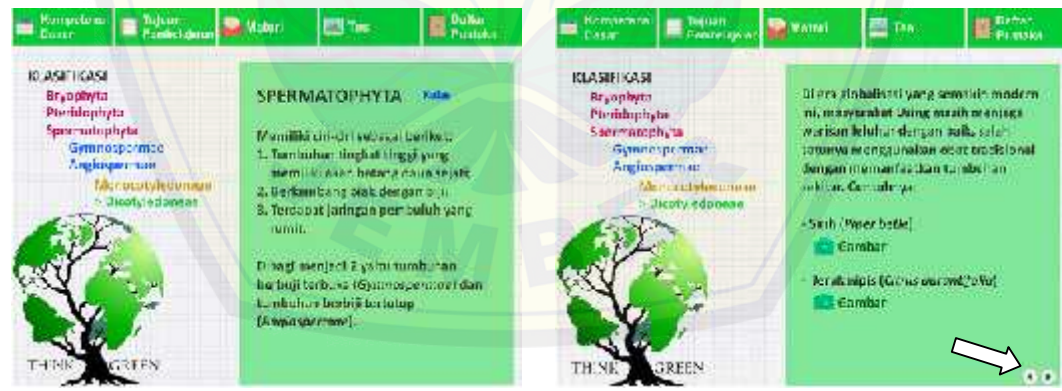 Kompetensi Dasar
Tujuan Pembelajaran
Materi
Tes
Daftar Pustaka
KLASIFIKASI
Bryophyta
Pteridophyta
Spermatophyta
Gymnospermae
Angiospermae
Monocotyledoneae
> Dicotyledoneae
THINK GREEN
SPERMATOPHYTA
Memiliki ciri-ciri sebagai berikut:
1. Tumbuhan tingkat tinggi yang
memiliki akar batang daun sejati.
2. Berkembang biak dengan biji
3. Terdapat jaringan pembuluh yang
rumit.
Dibagi menjadi 2 yaitu tumbuhan
berbiji terbuka (Gymnospermae) dan
tumbuhan berbiji tertutup
(Angiospermae).
Kompetensi Dasar
Tujuan Pembelajaran
Materi
Tes
Daftar Pustaka
KLASIFIKASI
Bryophyta
Pteridophyta
Spermatophyta
Gymnospermae
Angiospermae
Monocotyledoneae
> Dicotyledoneae
THINK GREEN
Di era globalisasi yang semakin modern
ini, masyarakat Using masih menjaga
warisan leluhur dengan baik, salah
satunya menggunakan obat tradisional
dengan memanfaatkan tumbuhan
sekitar. Contohnya:
- Sirih (Piper betle)
Gambar
- Jeruk nipis (Citrus aurantifolia)
Gambar